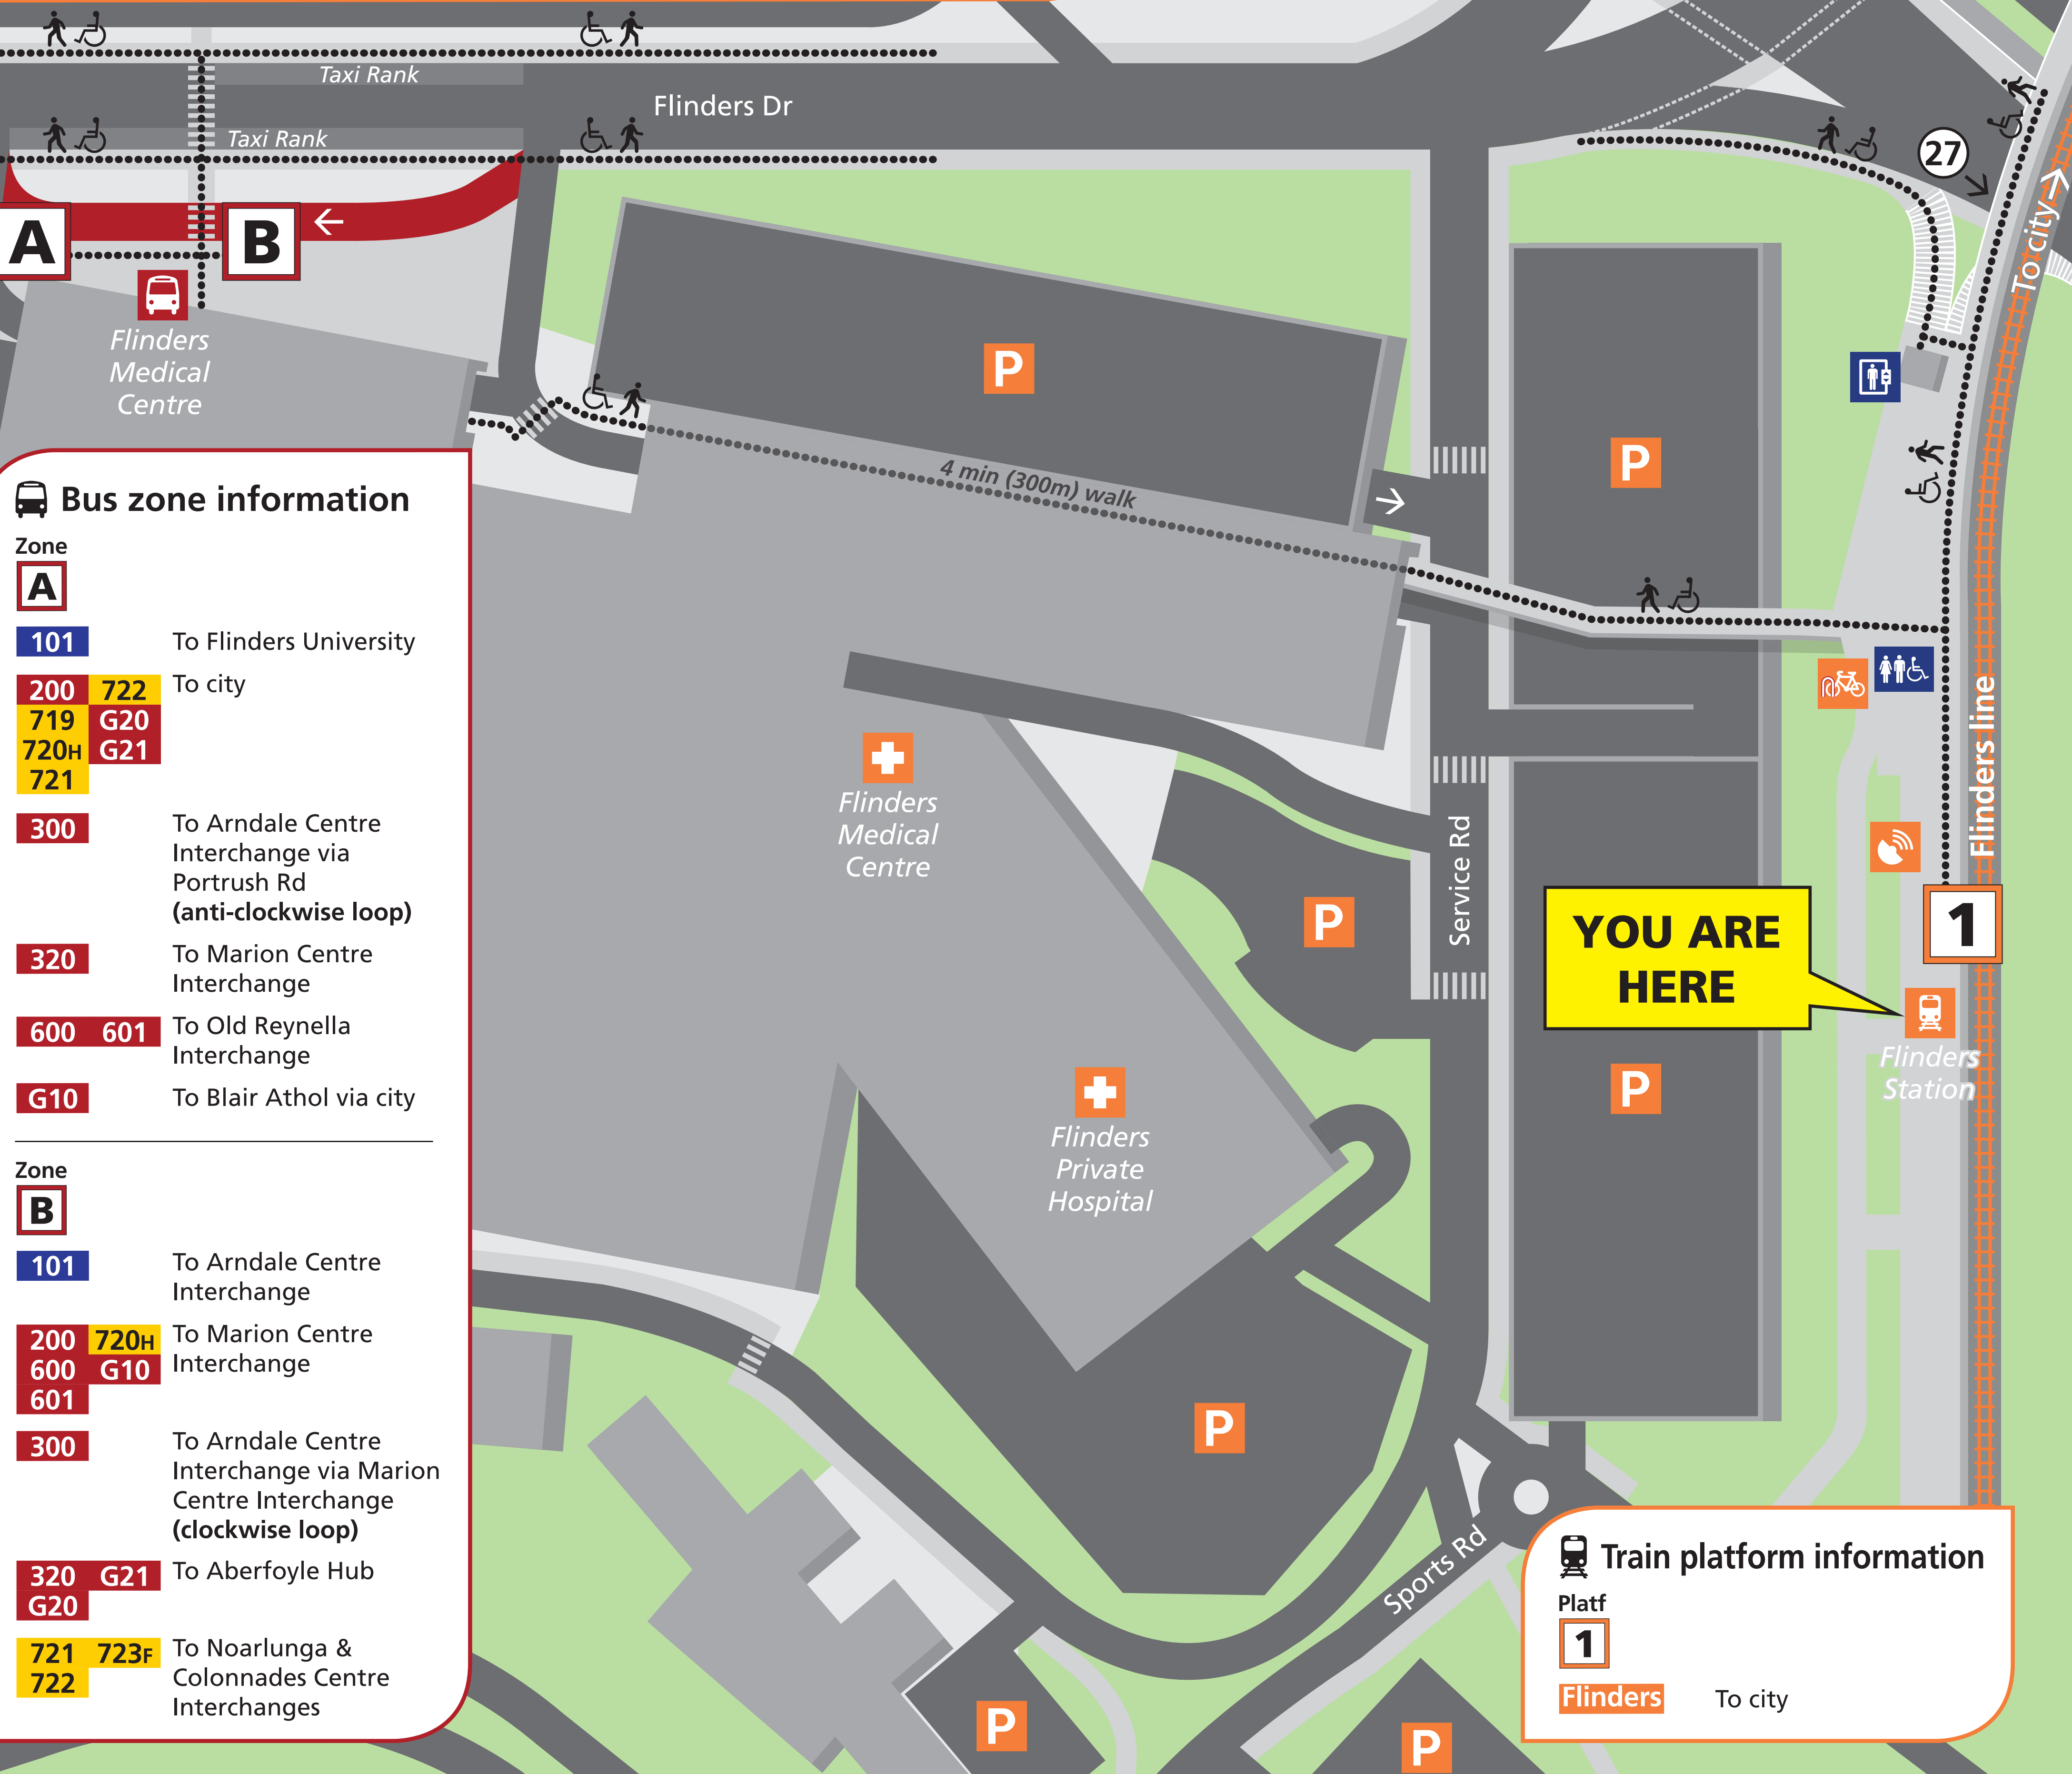 Taxi Rank
Flinders Dr
Taxi Rank
27
To city
A
B
Flinders
Medical
Centre
P
P
4 min (300m) walk
Bus zone information
Zone
A
101 To Flinders University
200 722 To city
719 G20
720H G21
721
300 To Arndale Centre
Interchange via
Portrush Rd
(anti-clockwise loop)
320 To Marion Centre
Interchange
600 601 To Old Reynella
Interchange
G10 To Blair Athol via city
Zone
B
101 To Arndale Centre
Interchange
200 720H To Marion Centre
600 G10 Interchange
601
300 To Arndale Centre
Interchange via Marion
Centre Interchange
(clockwise loop)
320 G21 To Aberfoyle Hub
G20
721 723F To Noarlunga &
722 Colonnades Centre
Interchanges
Flinders
Medical
Centre
Flinders line
Service Rd
P
YOU ARE
HERE
1
Flinders
Station
P
Flinders
Private
Hospital
P
Sports Rd
P
P
Train platform information
Platf
1
Flinders To city